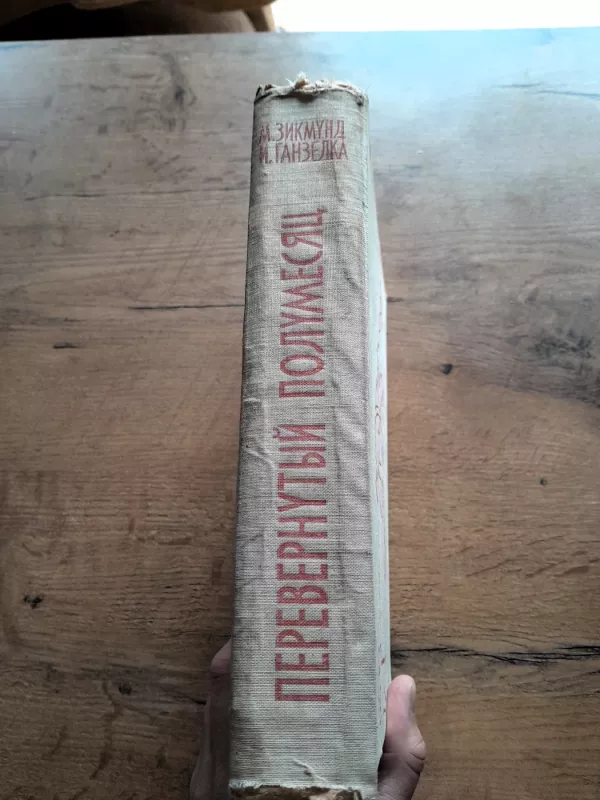 М. ЗИКМУНД
И. ГАНЗЕЛКА
ПЕРЕВЕРНУТЫЙ ПОЛУМЕСЯЦ